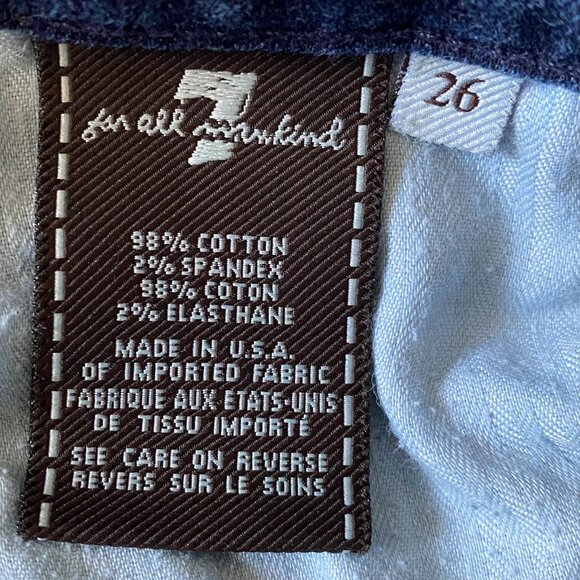 7
for all mankind
26
98% COTTON
2% SPANDEX
98% COTON
2% ELASTHANE
MADE IN U.S.A.
OF IMPORTED FABRIC
FABRIQUE AUX ETATS-UNIS
DE TISSU IMPORTÉ
SEE CARE ON REVERSE
REVERS SUR LE SOINS